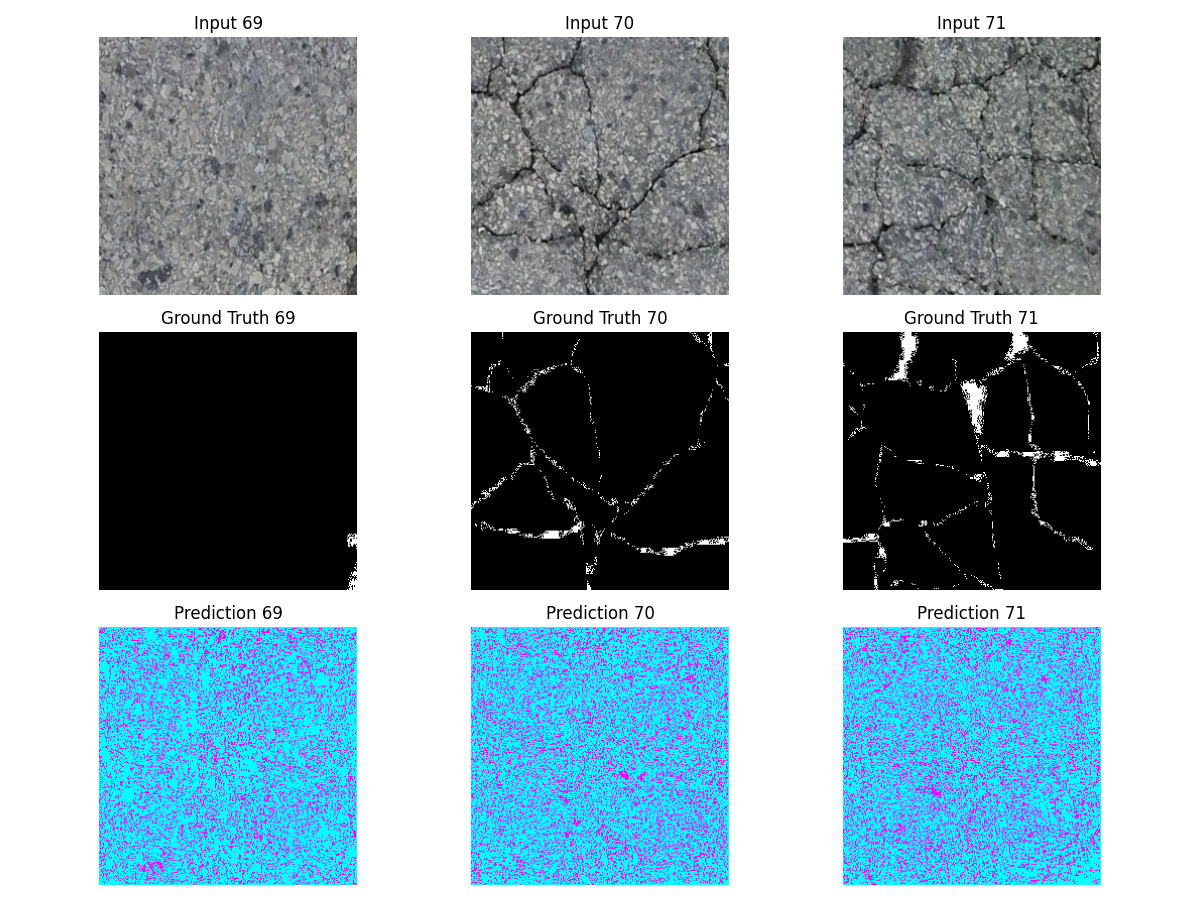 Input 69
Input 70
Input 71
Ground Truth 69
Ground Truth 70
Ground Truth 71
Prediction 69
Prediction 70
Prediction 71